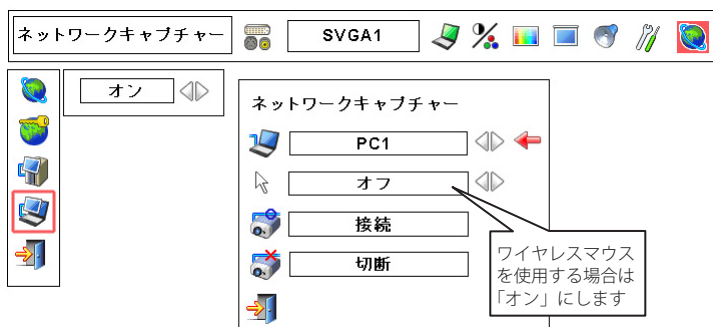 ネットワークキャプチャー
SVGA1
オン
ネットワークキャプチャー
PC1
オフ
接続
切断
ワイヤレスマウス
を使用する場合は
「オン」にします